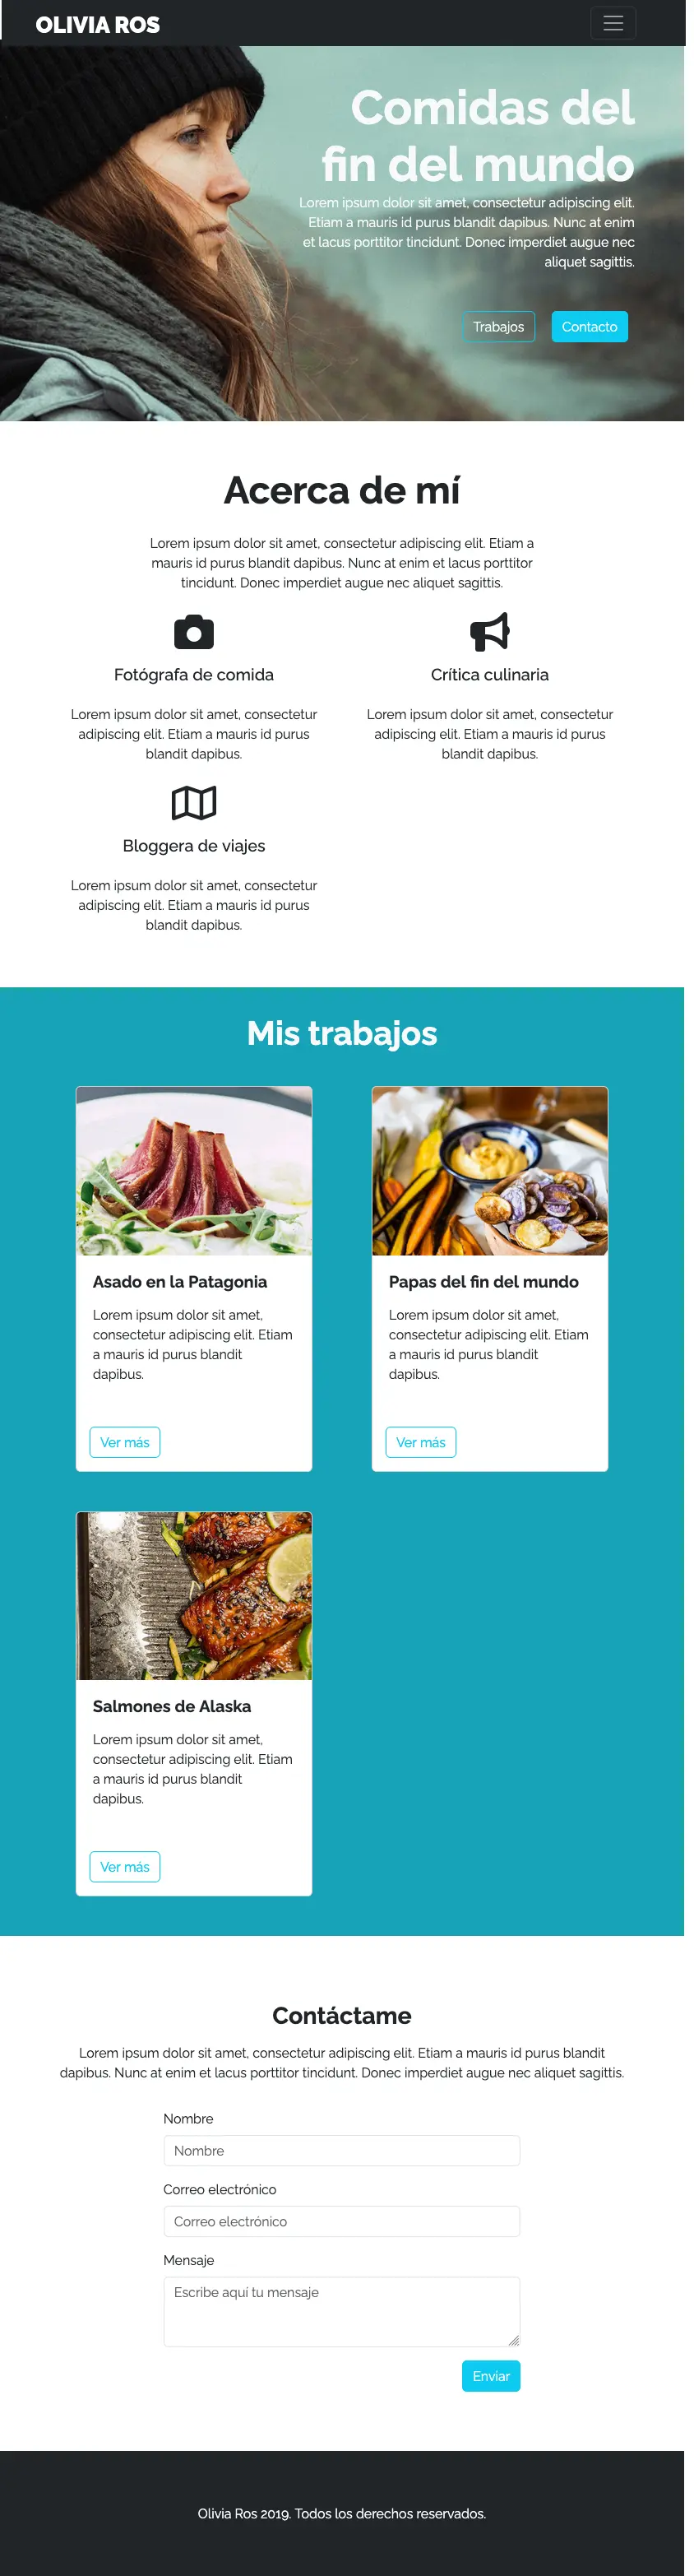 OLIVIA ROS
Comidas del
fin del mundo
Lorem ipsum dolor sit amet, consectetur adipiscing elit.
Etiam a mauris id purus blandit dapibus. Nunc at enim
et lacus porttitor tincidunt. Donec imperdiet augue nec
aliquet sagittis.
Trabajos
Contacto
Acerca de mí
Lorem ipsum dolor sit amet, consectetur adipiscing elit. Etiam a
mauris id purus blandit dapibus. Nunc at enim et lacus porttitor
tincidunt. Donec imperdiet augue nec aliquet sagittis.
Fotógrafa de comida
Lorem ipsum dolor sit amet, consectetur
adipiscing elit. Etiam a mauris id purus
blandit dapibus.
Crítica culinaria
Lorem ipsum dolor sit amet, consectetur
adipiscing elit. Etiam a mauris id purus
blandit dapibus.
Bloggera de viajes
Lorem ipsum dolor sit amet, consectetur
adipiscing elit. Etiam a mauris id purus
blandit dapibus.
Mis trabajos
Asado en la Patagonia
Lorem ipsum dolor sit amet,
consectetur adipiscing elit. Etiam
a mauris id purus blandit
dapibus.
Ver más
Papas del fin del mundo
Lorem ipsum dolor sit amet,
consectetur adipiscing elit. Etiam
a mauris id purus blandit
dapibus.
Ver más
Salmones de Alaska
Lorem ipsum dolor sit amet,
consectetur adipiscing elit. Etiam
a mauris id purus blandit
dapibus.
Ver más
Contáctame
Lorem ipsum dolor sit amet, consectetur adipiscing elit. Etiam a mauris id purus blandit
dapibus. Nunc at enim et lacus porttitor tincidunt. Donec imperdiet augue nec aliquet sagittis.
Nombre
Nombre
Correo electrónico
Correo electrónico
Mensaje
Escribe aquí tu mensaje
Enviar
Olivia Ros 2019. Todos los derechos reservados.